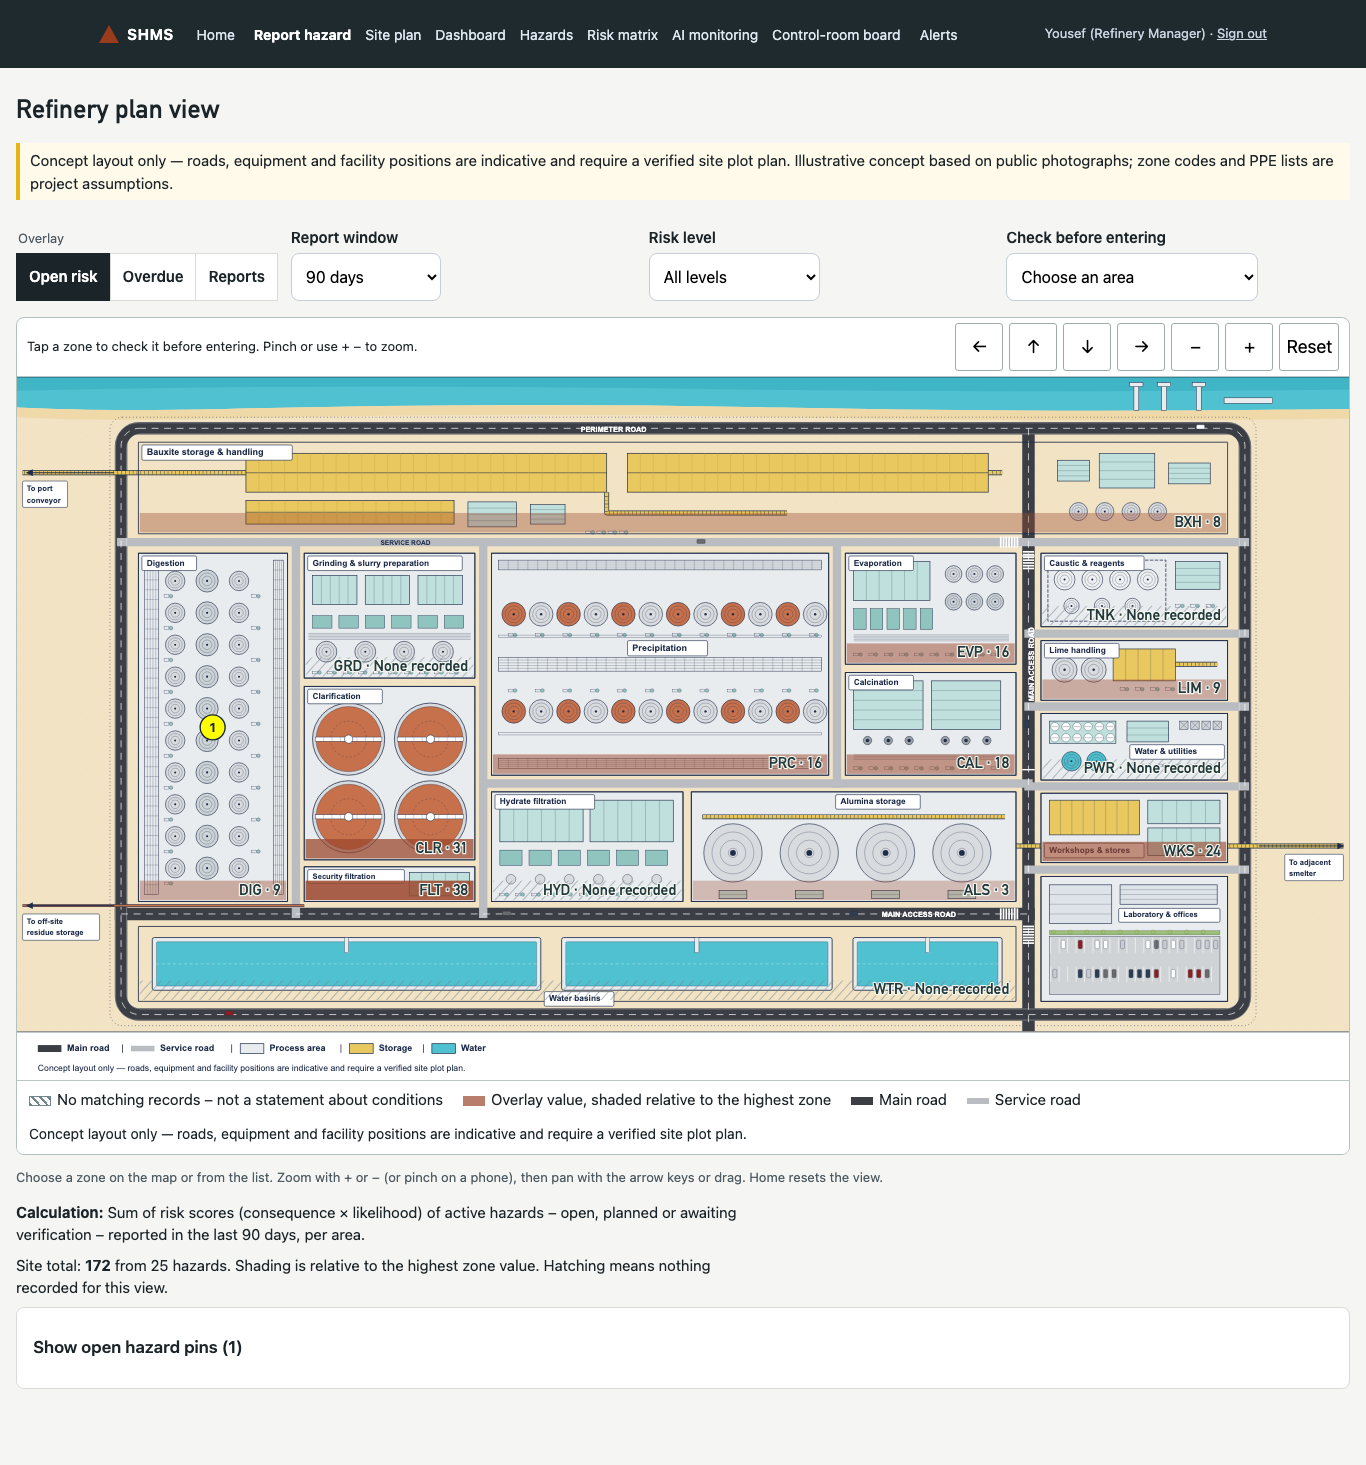 SHMS Home Report hazard Site plan Dashboard Hazards Risk matrix AI monitoring Control-room board Alerts Yousef (Refinery Manager) · Sign out
Refinery plan view
Concept layout only — roads, equipment and facility positions are indicative and require a verified site plot plan. Illustrative concept based on public photographs; zone codes and PPE lists are
project assumptions.
Overlay
Open risk Overdue Reports
Report window
90 days
Risk level
All levels
Check before entering
Choose an area
Tap a zone to check it before entering. Pinch or use + – to zoom.
← ↑ ↓ → – + Reset
PERIMETER ROAD
Bauxite storage & handling
To port
conveyor
BXH · 8
SERVICE ROAD
Digestion
1
DIG · 9
Grinding & slurry preparation
GRD · None recorded
Clarification
CLR · 31
Security filtration
FLT · 38
Precipitation
PRC · 16
Evaporation
EVP · 16
Calcination
CAL · 18
Hydrate filtration
HYD · None recorded
Alumina storage
ALS · 3
MAIN ACCESS ROAD
Caustic & reagents
TNK · None recorded
Lime handling
LIM · 9
Water & utilities
PWR · None recorded
Workshops & stores
WKS · 24
To adjacent
smelter
Laboratory & offices
To off-site
residue storage
MAIN ACCESS ROAD
WTR · None recorded
Water basins
Main road | Service road | Process area | Storage | Water
Concept layout only — roads, equipment and facility positions are indicative and require a verified site plot plan.
No matching records – not a statement about conditions Overlay value, shaded relative to the highest zone Main road Service road
Concept layout only — roads, equipment and facility positions are indicative and require a verified site plot plan.
Choose a zone on the map or from the list. Zoom with + or – (or pinch on a phone), then pan with the arrow keys or drag. Home resets the view.
Calculation: Sum of risk scores (consequence × likelihood) of active hazards – open, planned or awaiting
verification – reported in the last 90 days, per area.
Site total: 172 from 25 hazards. Shading is relative to the highest zone value. Hatching means nothing
recorded for this view.
Show open hazard pins (1)